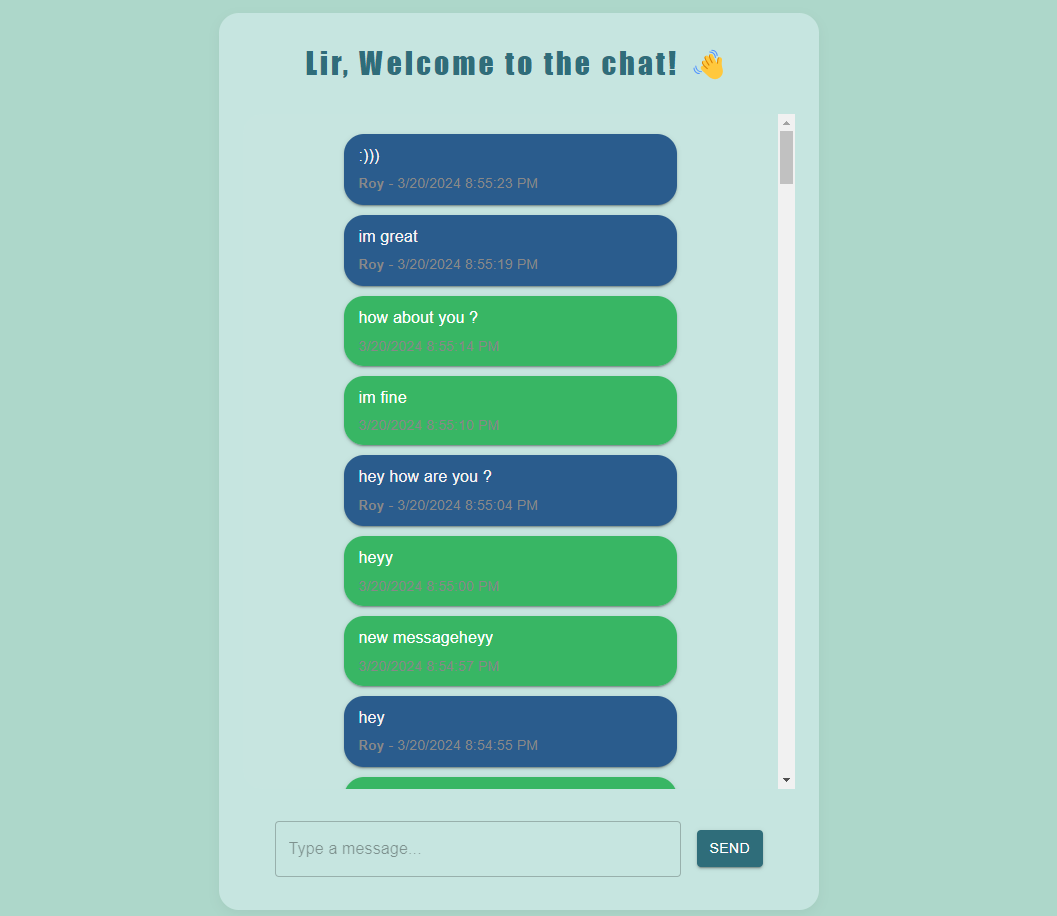 Lir, Welcome to the chat! 👋
:)))
Roy - 3/20/2024 8:55:23 PM
im great
Roy - 3/20/2024 8:55:19 PM
how about you ?
3/20/2024 8:55:14 PM
im fine
3/20/2024 8:55:10 PM
hey how are you ?
Roy - 3/20/2024 8:55:04 PM
heyy
3/20/2024 8:55:00 PM
new messageheyy
3/20/2024 8:54:57 PM
hey
Roy - 3/20/2024 8:54:55 PM
Type a message...
SEND